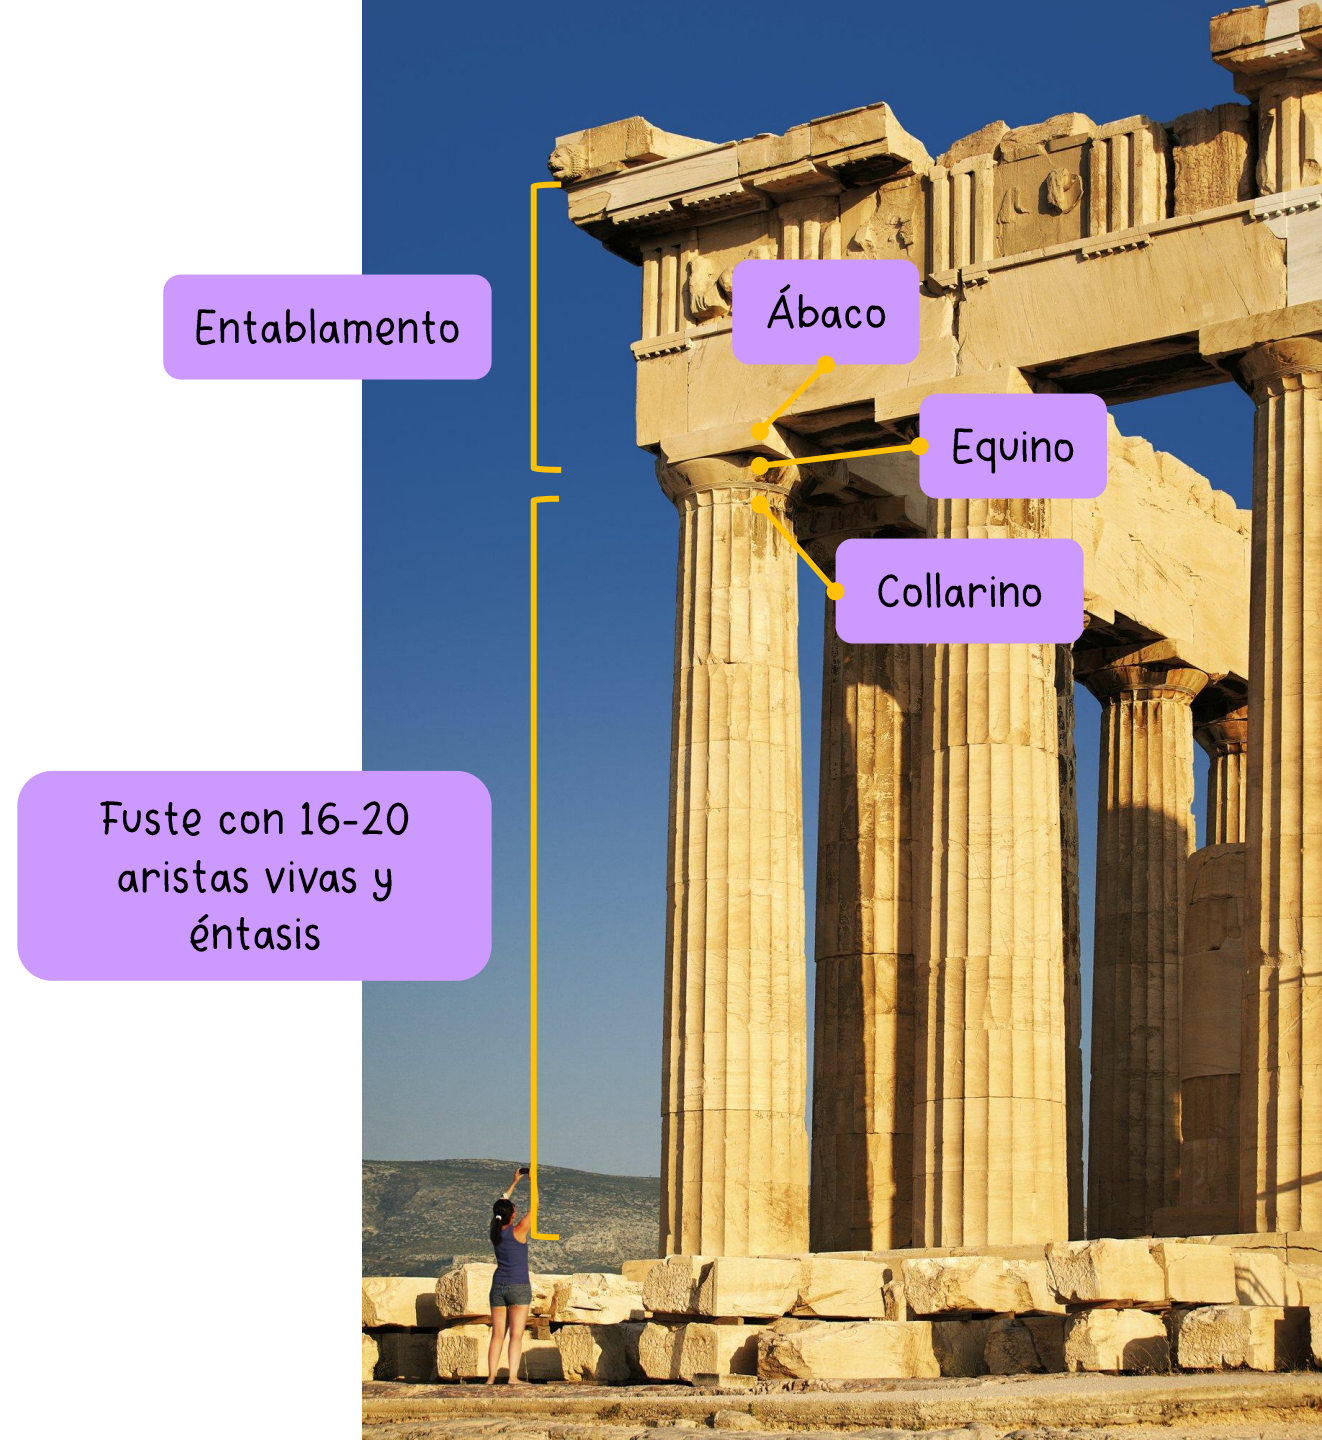 Entablamento
Ábaco
Equino
Collarino
Fuste con 16-20
aristas vivas y
éntasis